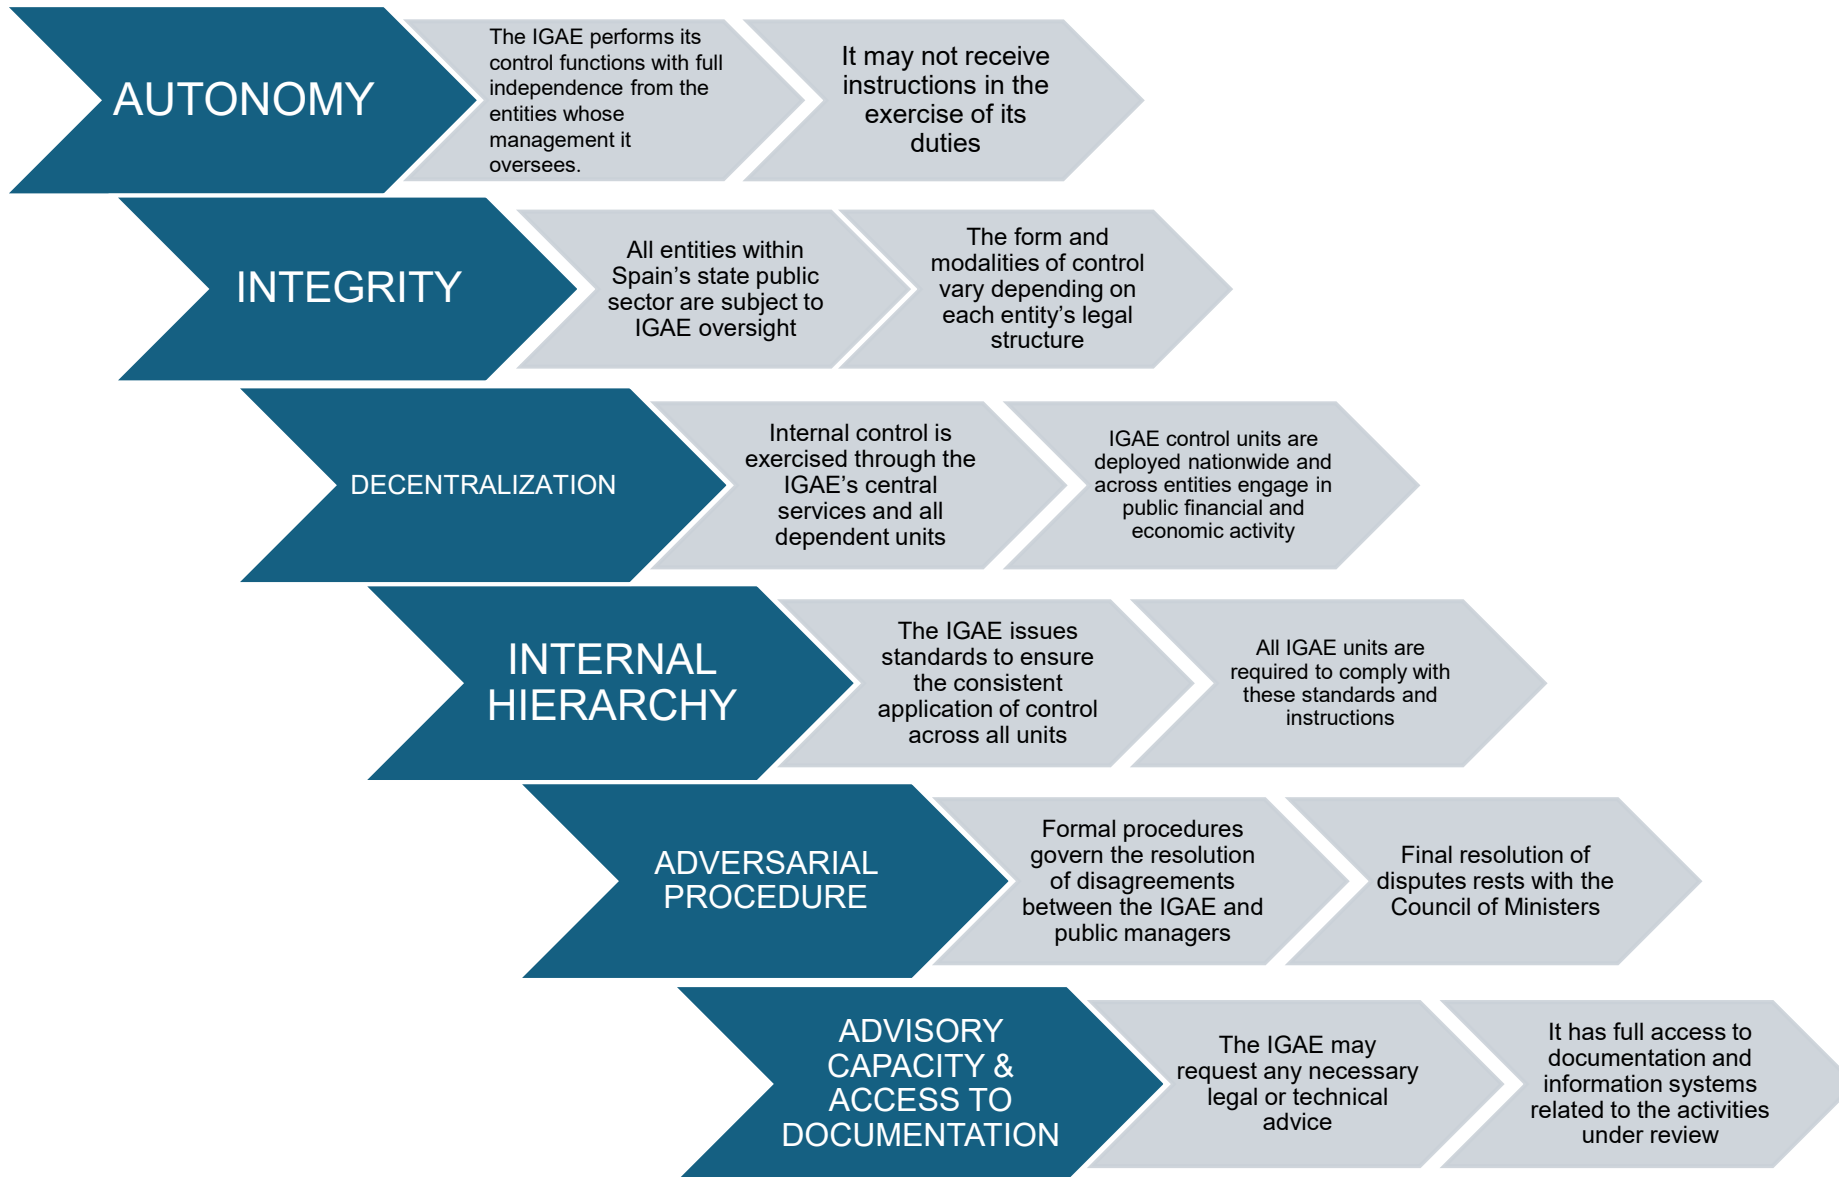 AUTONOMY
The IGAE performs its
control functions with full
independence from the
entities whose
management it
oversees.
It may not receive
instructions in the
exercise of its
duties
INTEGRITY
All entities within
Spain’s state public
sector are subject to
IGAE oversight
The form and
modalities of control
vary depending on
each entity’s legal
structure
DECENTRALIZATION
Internal control is
exercised through the
IGAE’s central
services and all
dependent units
IGAE control units are
deployed nationwide and
across entities engage in
public financial and
economic activity
INTERNAL
HIERARCHY
The IGAE issues
standards to ensure
the consistent
application of control
across all units
All IGAE units are
required to comply with
these standards and
instructions
ADVERSARIAL
PROCEDURE
Formal procedures
govern the resolution
of disagreements
between the IGAE and
public managers
Final resolution of
disputes rests with the
Council of Ministers
ADVISORY
CAPACITY &
ACCESS TO
DOCUMENTATION
The IGAE may
request any necessary
legal or technical
advice
It has full access to
documentation and
information systems
related to the activities
under review